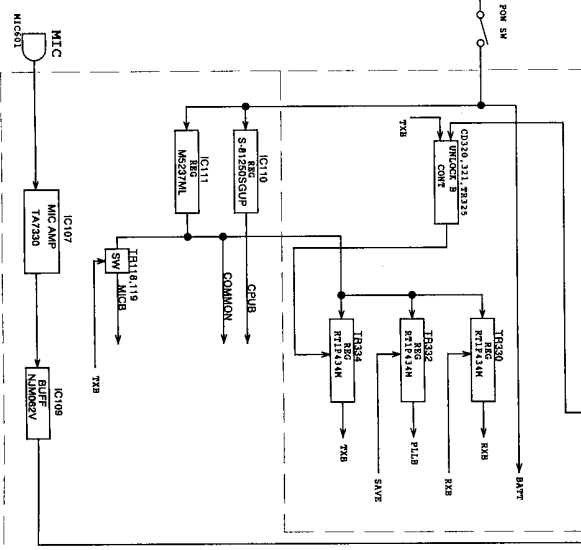 POW SW
MIC
MIC601
IC107
MIC AMP
TA7330
IC109
BUFF
NJM062V
IC111
REG
M5237ML
IC110
REG
S-81250SGUP
TR118,119
SW
MICB
TXB
COMMON
CPUB
TXB
CD320,321,TR325
UNLOCK B
CONT
TR334
REG
RT1P434M
TXB
TR332
REG
RT1P434M
PLLB
SAVE
TR330
REG
RT1P434M
RXB
RXB
BATT